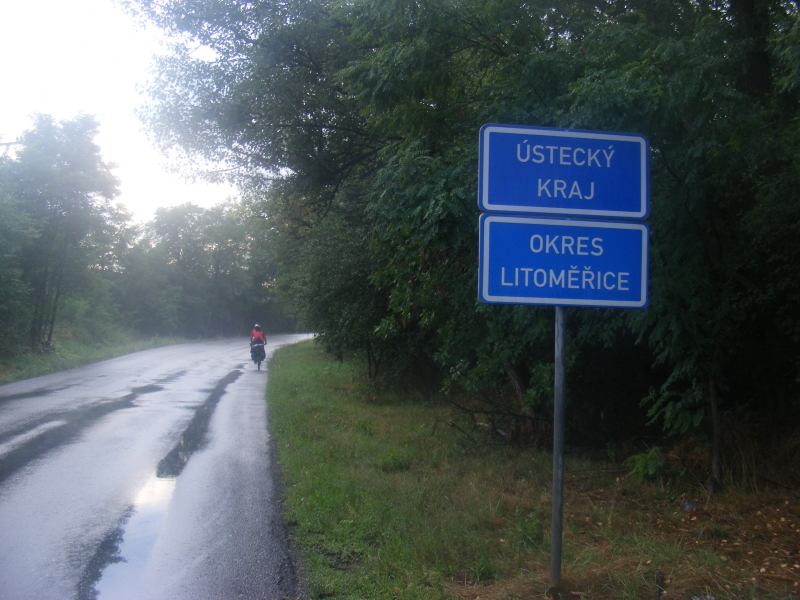 ÚSTECKÝ
KRAJ
OKRES
LITOMĚŘICE